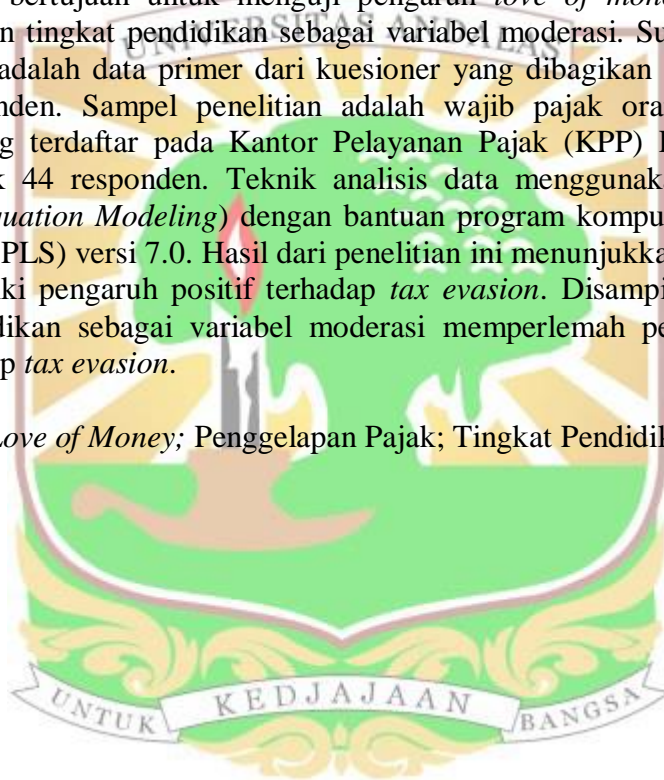 bertujuan untuk menguji pengaruh love of mone
n tingkat pendidikan sebagai variabel moderasi. Su
UNIVERSITAS ANDALAS
adalah data primer dari kuesioner yang dibagikan
nden. Sampel penelitian adalah wajib pajak ora
g terdaftar pada Kantor Pelayanan Pajak (KPP)
k 44 responden. Teknik analisis data menggunak
uation Modeling) dengan bantuan program kompu
PLS) versi 7.0. Hasil dari penelitian ini menunjukka
ki pengaruh positif terhadap tax evasion. Disampi
dikan sebagai variabel moderasi memperlemah pe
p tax evasion.
Love of Money; Penggelapan Pajak; Tingkat Pendidik
UNTUK KEDJAJAAN BANGSA